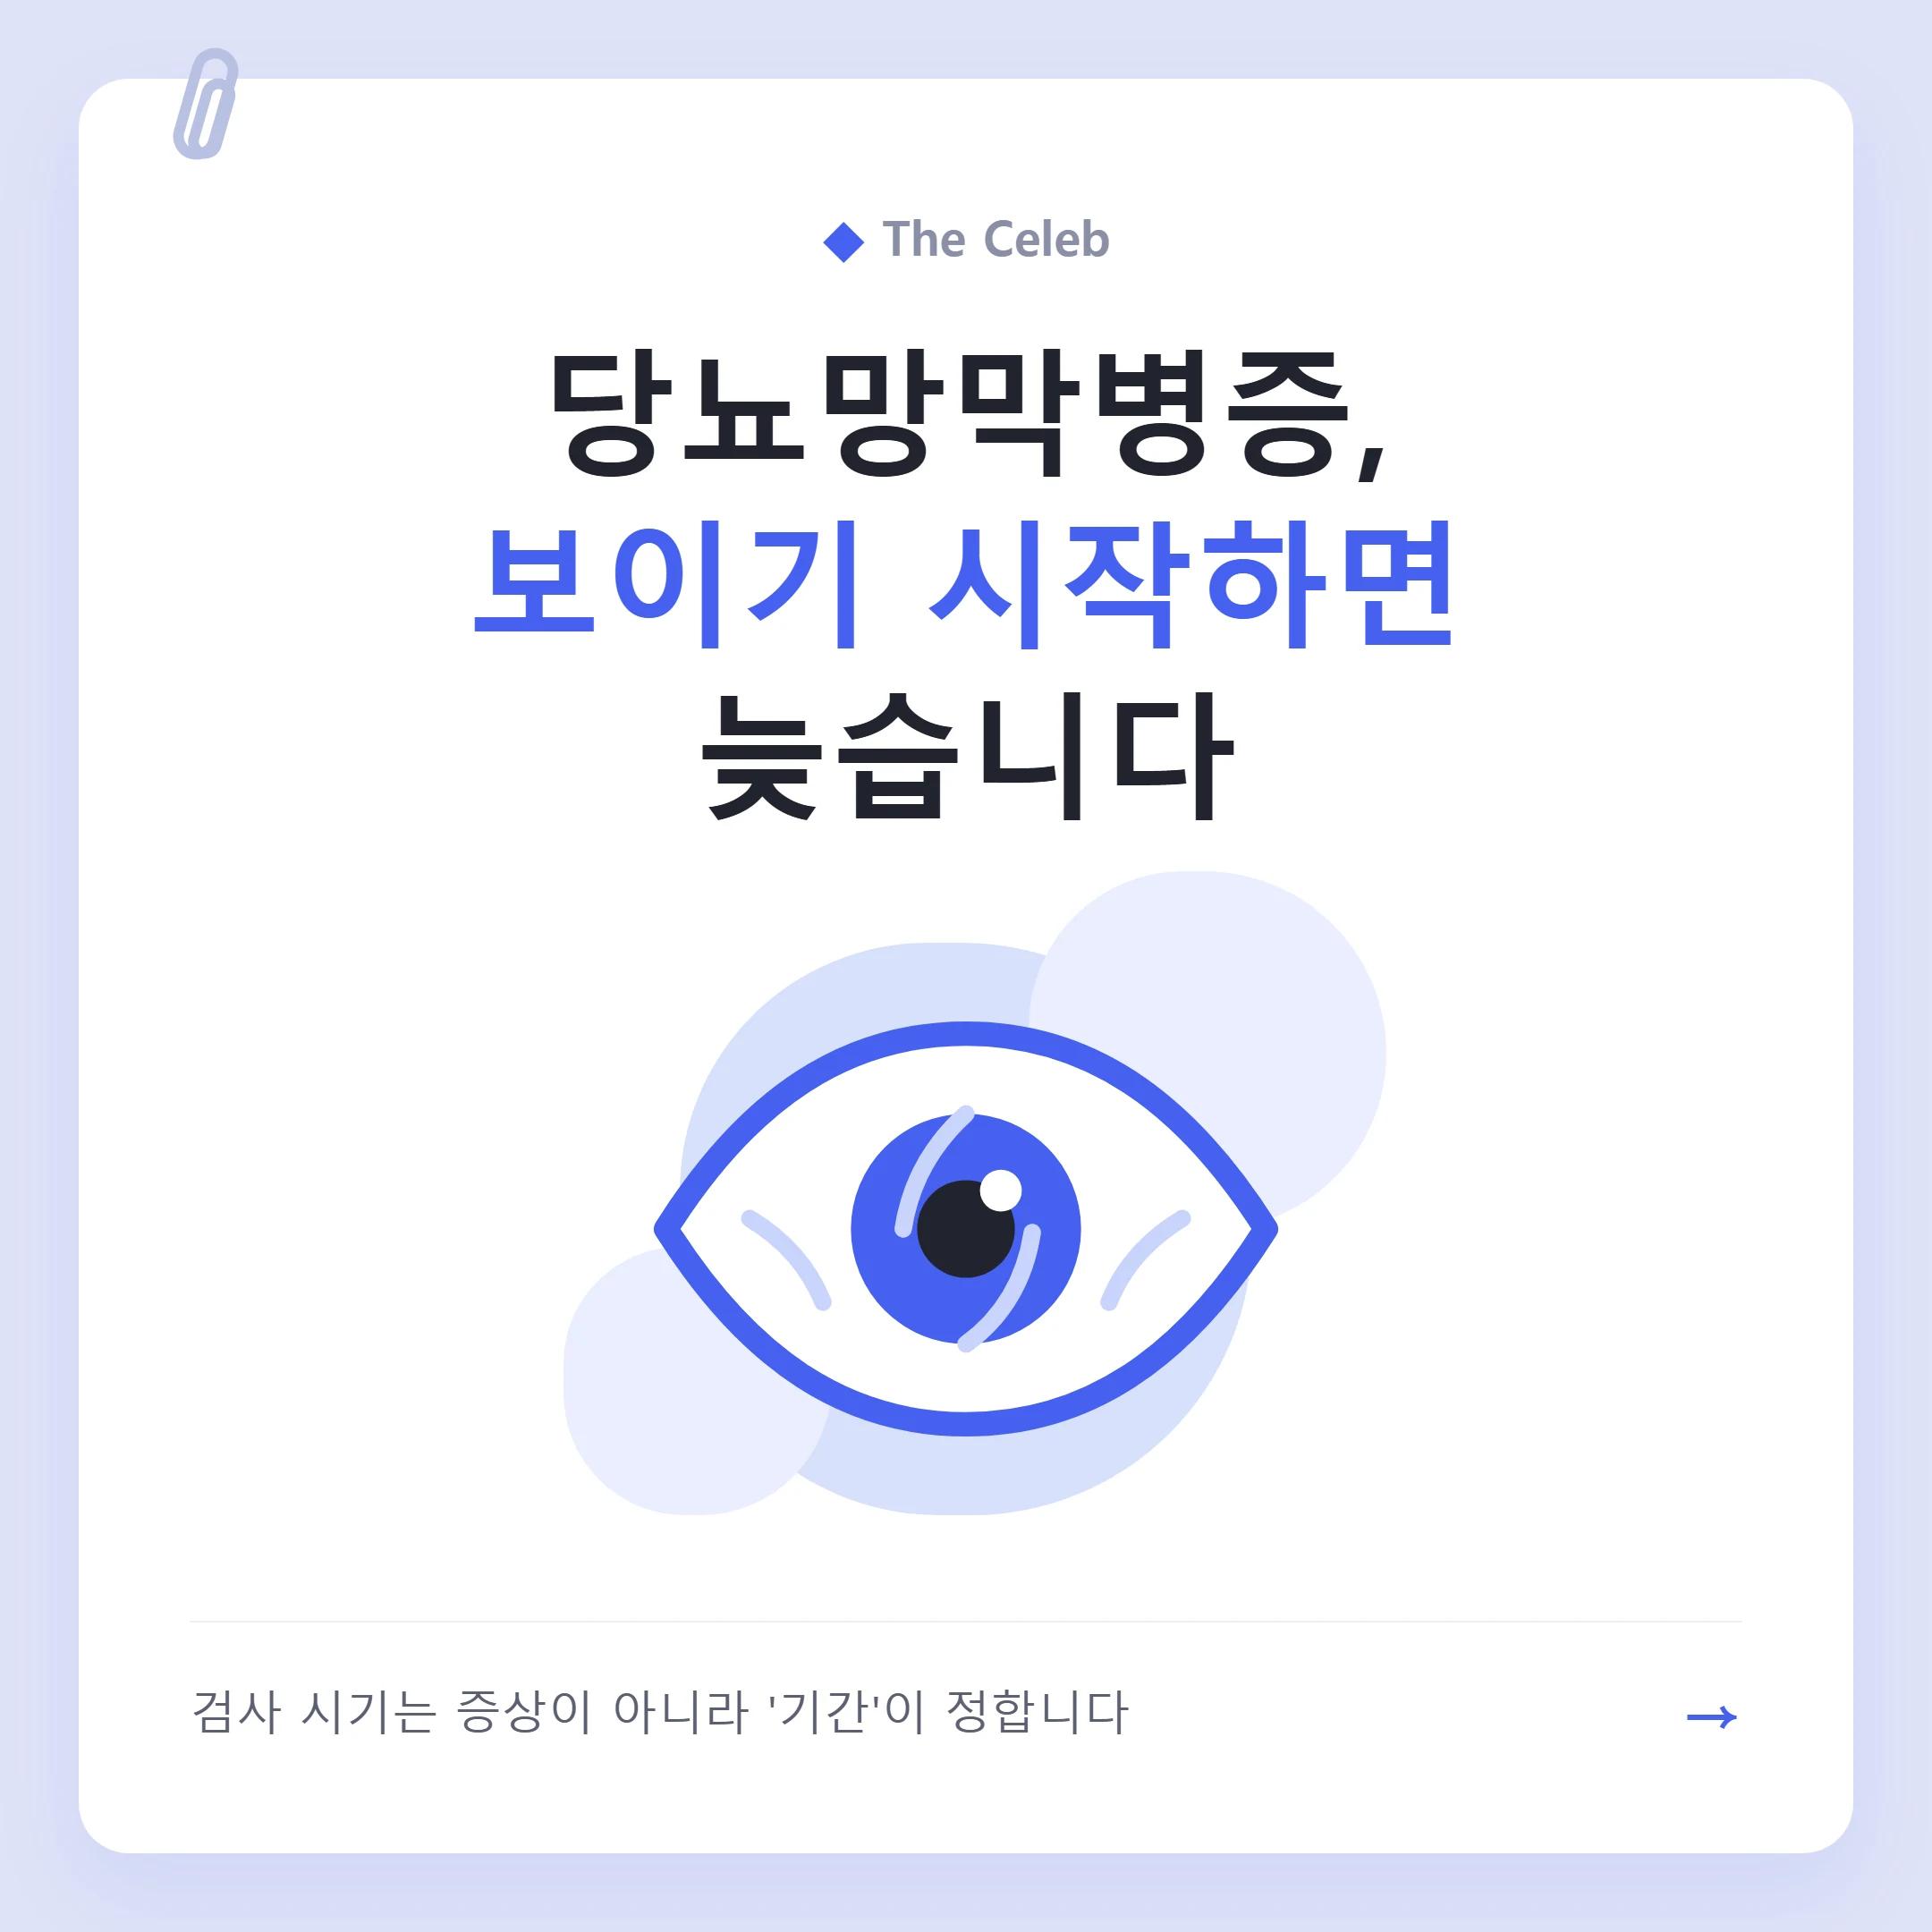 The Celeb
당뇨망막병증,
보이기 시작하면
늦습니다
검사 시기는 증상이 아니라 '기간'이 정합니다
→